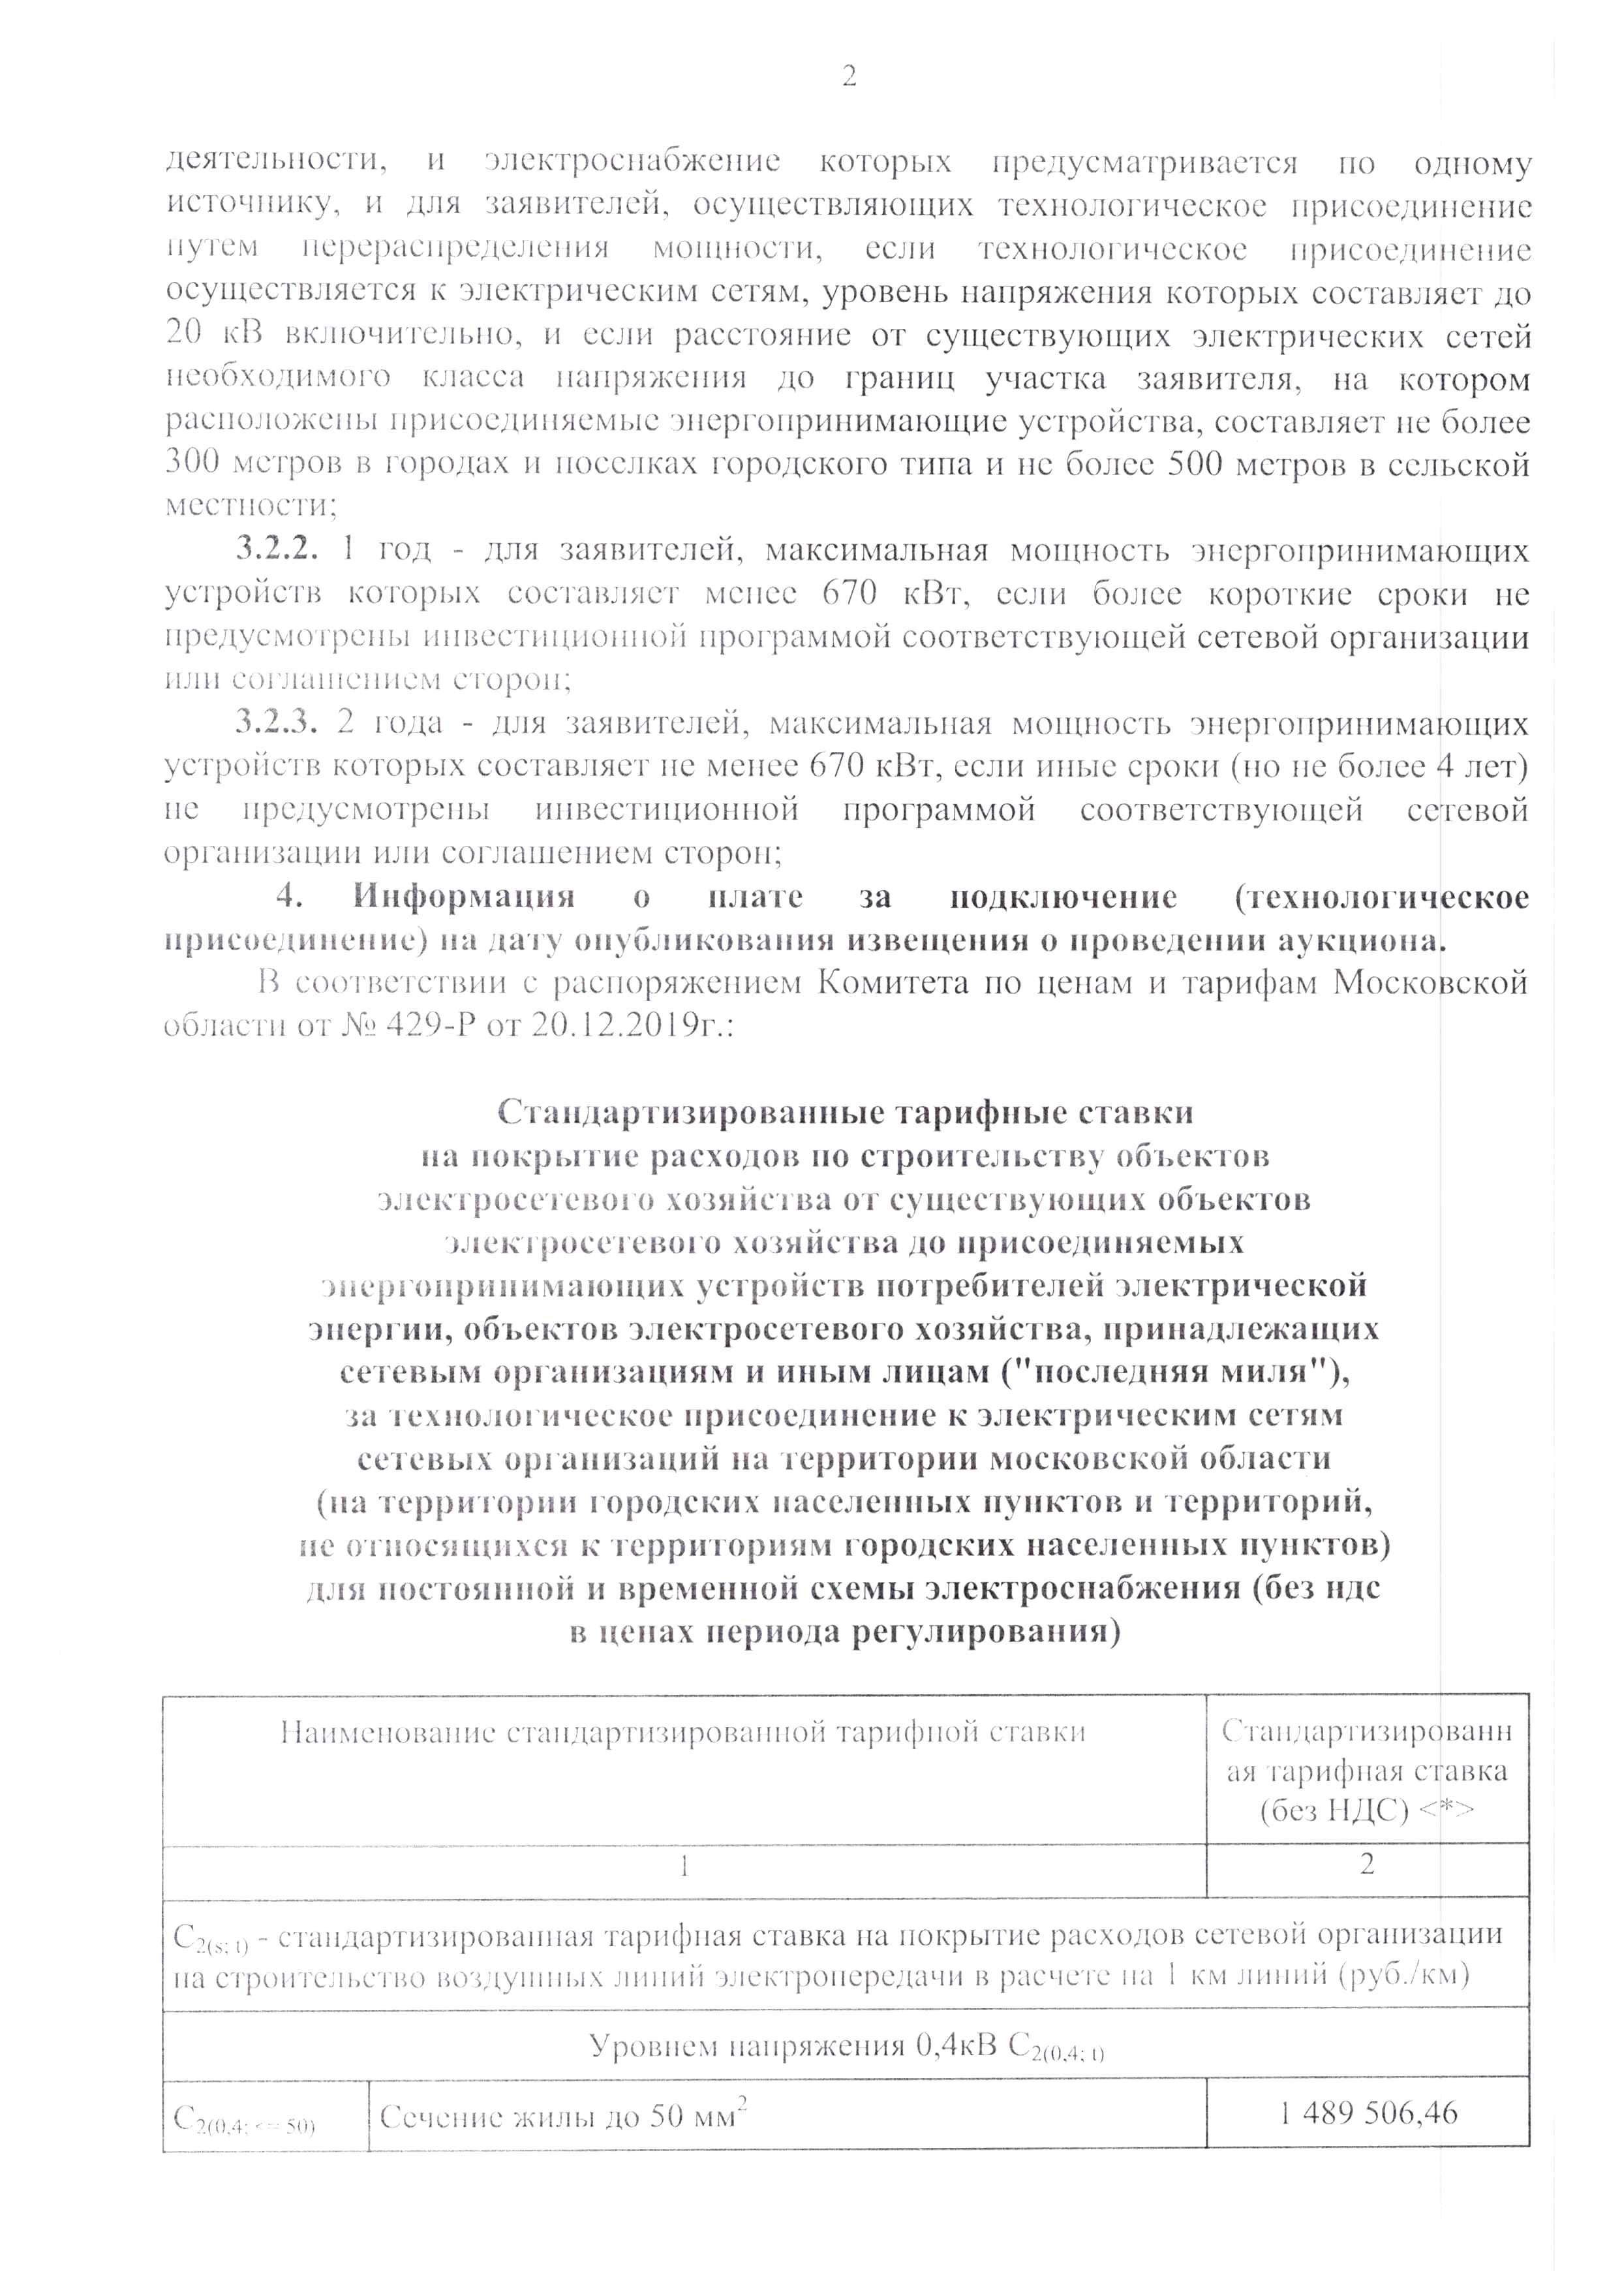 2
деятельности, и электроснабжение которых предусматривается по одному
источнику, и для заявителей, осуществляющих технологическое присоединение
путем перераспределения мощности, если технологическое присоединение
осуществляется к электрическим сетям, уровень напряжения которых составляет до
20 кВ включительно, и если расстояние от существующих электрических сетей
необходимого класса напряжения до границ участка заявителя, на котором
расположены присоединяемые энергопринимающие устройства, составляет не более
300 метров в городах и поселках городского типа и не более 500 метров в сельской
местности;
3.2.2. 1 год - для заявителей, максимальная мощность энергопринимающих
устройств которых составляет менее 670 кВт, если более короткие сроки не
предусмотрены инвестиционной программой соответствующей сетевой организации
или соглашением сторон;
3.2.3. 2 года - для заявителей, максимальная мощность энергопринимающих
устройств которых составляет не менее 670 кВт, если иные сроки (но не более 4 лет)
не предусмотрены инвестиционной программой соответствующей сетевой
организации или соглашением сторон;
4. Информация о плате за подключение (технологическое
присоединение) на дату опубликования извещения о проведении аукциона.
В соответствии с распоряжением Комитета по ценам и тарифам Московской
области от № 429-Р от 20.12.2019г.:
Стандартизированные тарифные ставки
на покрытие расходов по строительству объектов
электросетевого хозяйства от существующих объектов
электросетевого хозяйства до присоединяемых
энергопринимающих устройств потребителей электрической
энергии, объектов электросетевого хозяйства, принадлежащих
сетевым организациям и иным лицам ("последняя миля"),
за технологическое присоединение к электрическим сетям
сетевых организаций на территории московской области
(на территории городских населенных пунктов и территорий,
не относящихся к территориям городских населенных пунктов)
для постоянной и временной схемы электроснабжения (без ндс
в ценах периода регулирования)
Наименование стандартизированной тарифной ставки
Стандартизированн
ая тарифная ставка
(без НДС) <*>
1
2
C2(s; t) - стандартизированная тарифная ставка на покрытие расходов сетевой организации
на строительство воздушных линий электропередачи в расчете на 1 км линий (руб./км)
Уровнем напряжения 0,4кВ C2(0,4; t)
C2(0,4; <= 50)
Сечение жилы до 50 мм²
1 489 506,46